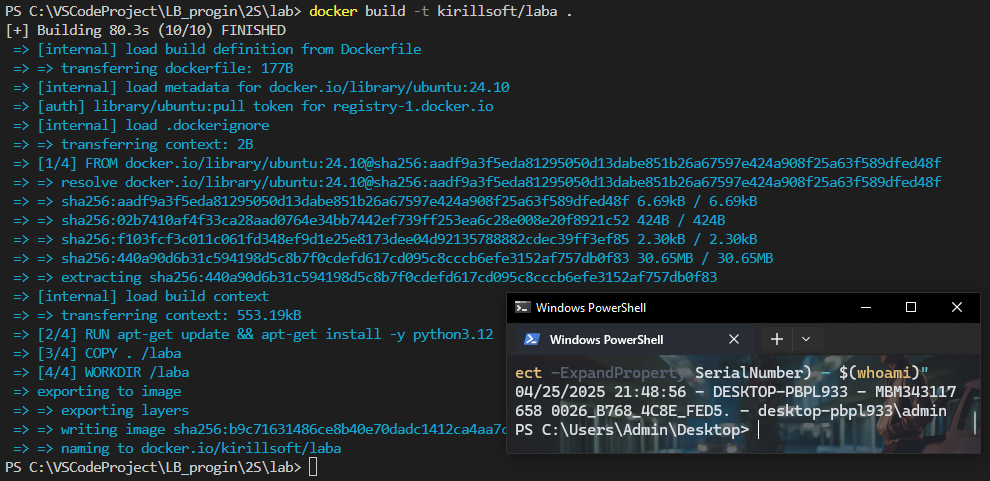 PS C:\VSCodeProject\LB_progin\2S\lab> docker build -t kirillsoft/laba .
[+] Building 80.3s (10/10) FINISHED
=> [internal] load build definition from Dockerfile
=> => transferring dockerfile: 177B
=> [internal] load metadata for docker.io/library/ubuntu:24.10
=> [auth] library/ubuntu:pull token for registry-1.docker.io
=> [internal] load .dockerignore
=> => transferring context: 2B
=> [1/4] FROM docker.io/library/ubuntu:24.10@sha256:aadf9a3f5eda81295050d13dabe851b26a67597e424a908f25a63f589dfed48f
=> => resolve docker.io/library/ubuntu:24.10@sha256:aadf9a3f5eda81295050d13dabe851b26a67597e424a908f25a63f589dfed48f
=> => sha256:aadf9a3f5eda81295050d13dabe851b26a67597e424a908f25a63f589dfed48f 6.69kB / 6.69kB
=> => sha256:02b7410af4f33ca28aad0764e34bb7442ef739ff253ea6c28e008e20f8921c52 424B / 424B
=> => sha256:f103fcf3c011c061fd348ef9d1e25e8173dee04d92135788882cdec39ff3ef85 2.30kB / 2.30kB
=> => sha256:440a90d6b31c594198d5c8b7f0cdefd617cd095c8cccb6efe3152af757db0f83 30.65MB / 30.65MB
=> => extracting sha256:440a90d6b31c594198d5c8b7f0cdefd617cd095c8cccb6efe3152af757db0f83
=> [internal] load build context
=> => transferring context: 553.19kB
=> [2/4] RUN apt-get update && apt-get install -y python3.12
=> [3/4] COPY . /laba
=> [4/4] WORKDIR /laba
=> exporting to image
=> => exporting layers
=> => writing image sha256:b9c71631486ce8b40e70dadc1412ca4aa7c
=> => naming to docker.io/kirillsoft/laba
PS C:\VSCodeProject\LB_progin\2S\lab>
Windows PowerShell
Windows PowerShell
ect -ExpandProperty SerialNumber) - $(whoami)"
04/25/2025 21:48:56 - DESKTOP-PBPL933 - MBM343117
658 0026_B768_4C8E_FED5. - desktop-pbpl933\admin
PS C:\Users\Admin\Desktop>